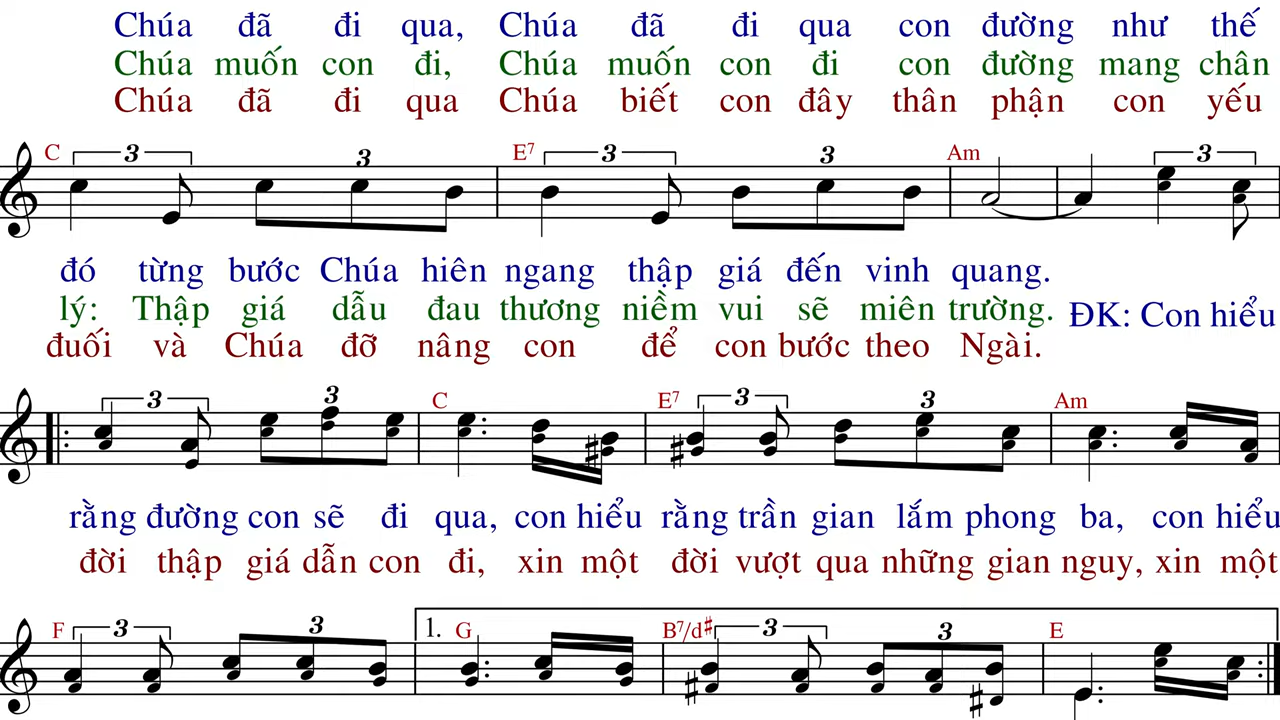 Chúa đã đi qua, Chúa đã đi qua con đường như thế
Chúa muốn con đi, Chúa muốn con đi con đường mang chân
Chúa đã đi qua Chúa biết con đây thân phận con yếu
C 3 3 E7 3 3 Am 3
đó từng bước Chúa hiên ngang thập giá đến vinh quang.
lý: Thập giá dẫu đau thương niềm vui sẽ miên trường. ĐK: Con hiểu
đuối và Chúa đỡ nâng con để con bước theo Ngài.
3 3 C E7 3 3 Am
rằng đường con sẽ đi qua, con hiểu rằng trần gian lắm phong ba, con hiểu
đời thập giá dẫn con đi, xin một đời vượt qua những gian nguy, xin một
F 3 3 1. G B7/d# 3 3 E